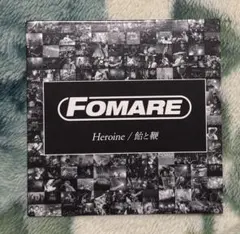 FOMARE
Heroine / 飴と鞭